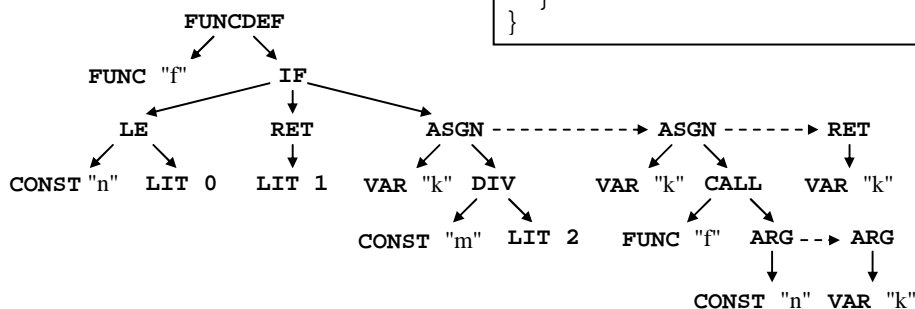 }
}
FUNCDEF
FUNC "f" IF
LE RET ASGN ASGN RET
CONST "n" LIT 0 LIT 1 VAR "k" DIV VAR "k" CALL VAR "k"
CONST "m" LIT 2 FUNC "f" ARG ARG
CONST "n" VAR "k"